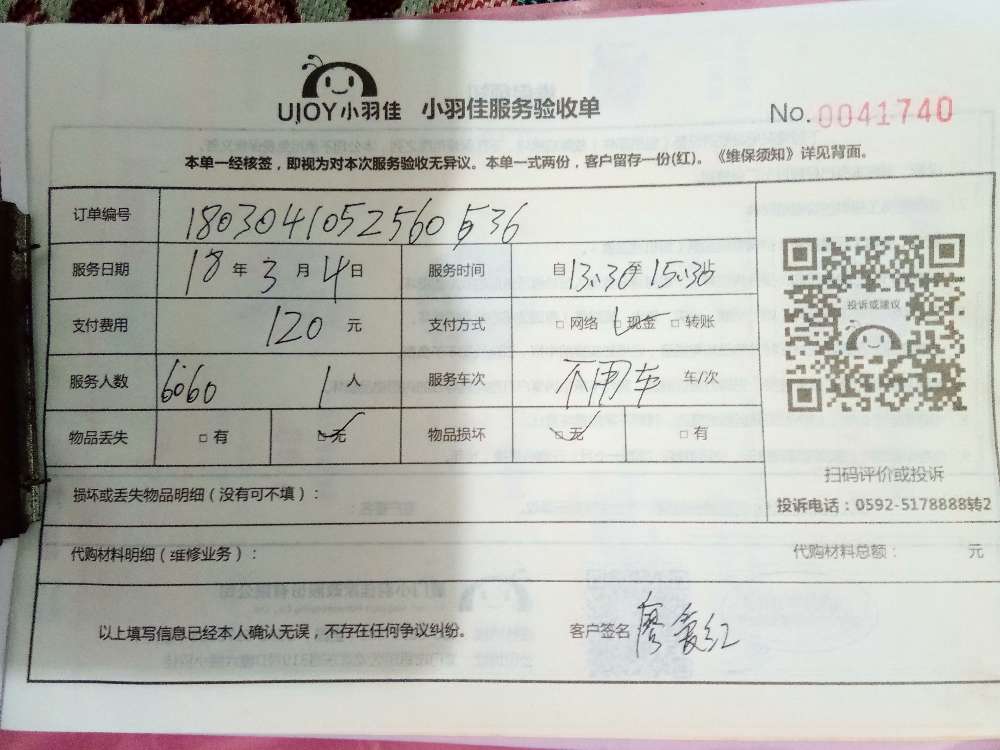 UJOY小羽佳 小羽佳服务验收单 No.0041740
本单一经核签，即视为对本次服务验收无异议。本单一式两份，客户留存一份(红)。《维保须知》详见背面。
订单编号 1803041052560536
服务日期 18 年 3 月 4 日 服务时间 自 13:30 至 15:30 止
支付费用 120 元 支付方式 □ 网络 □ 现金 □ 转账
服务人数 6060 1 人 服务车次 不用车 车/次
投诉或建议
物品丢失 □ 有 □ 无 物品损坏 □ 无 □ 有
扫码评价或投诉
损坏或丢失物品明细（没有可不填）：
投诉电话：0592-5178888转2
代购材料明细（维修业务）： 代购材料总额： 元
以上填写信息已经本人确认无误，不存在任何争议纠纷。 客户签名 廖 红